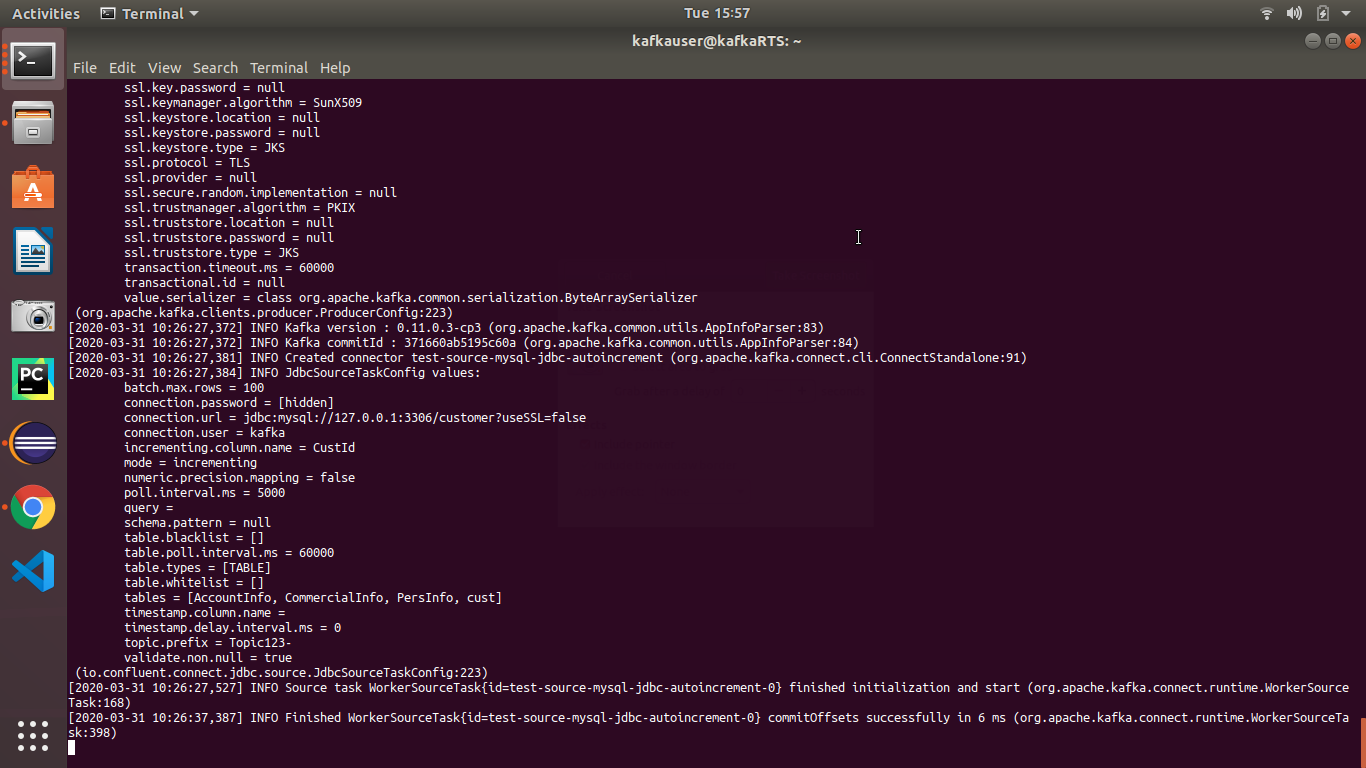 Activities Terminal Tue 15:57
kafkauser@kafkaRTS: ~
File Edit View Search Terminal Help
ssl.key.password = null
ssl.keymanager.algorithm = SunX509
ssl.keystore.location = null
ssl.keystore.password = null
ssl.keystore.type = JKS
ssl.protocol = TLS
ssl.provider = null
ssl.secure.random.implementation = null
ssl.trustmanager.algorithm = PKIX
ssl.truststore.location = null
ssl.truststore.password = null
ssl.truststore.type = JKS
transaction.timeout.ms = 60000
transactional.id = null
value.serializer = class org.apache.kafka.common.serialization.ByteArraySerializer
(org.apache.kafka.clients.producer.ProducerConfig:223)
[2020-03-31 10:26:27,372] INFO Kafka version : 0.11.0.3-cp3 (org.apache.kafka.common.utils.AppInfoParser:83)
[2020-03-31 10:26:27,372] INFO Kafka commitId : 371660ab5195c60a (org.apache.kafka.common.utils.AppInfoParser:84)
[2020-03-31 10:26:27,381] INFO Created connector test-source-mysql-jdbc-autoincrement (org.apache.kafka.connect.cli.ConnectStandalone:91)
[2020-03-31 10:26:27,384] INFO JdbcSourceTaskConfig values:
batch.max.rows = 100
connection.password = [hidden]
connection.url = jdbc:mysql://127.0.0.1:3306/customer?useSSL=false
connection.user = kafka
incrementing.column.name = CustId
mode = incrementing
numeric.precision.mapping = false
poll.interval.ms = 5000
query =
schema.pattern = null
table.blacklist = []
table.poll.interval.ms = 60000
table.types = [TABLE]
table.whitelist = []
tables = [AccountInfo, CommercialInfo, PersInfo, cust]
timestamp.column.name =
timestamp.delay.interval.ms = 0
topic.prefix = Topic123-
validate.non.null = true
(io.confluent.connect.jdbc.source.JdbcSourceTaskConfig:223)
[2020-03-31 10:26:27,527] INFO Source task WorkerSourceTask{id=test-source-mysql-jdbc-autoincrement-0} finished initialization and start (org.apache.kafka.connect.runtime.WorkerSource
Task:168)
[2020-03-31 10:26:37,387] INFO Finished WorkerSourceTask{id=test-source-mysql-jdbc-autoincrement-0} commitOffsets successfully in 6 ms (org.apache.kafka.connect.runtime.WorkerSourceTa
sk:398)
PC